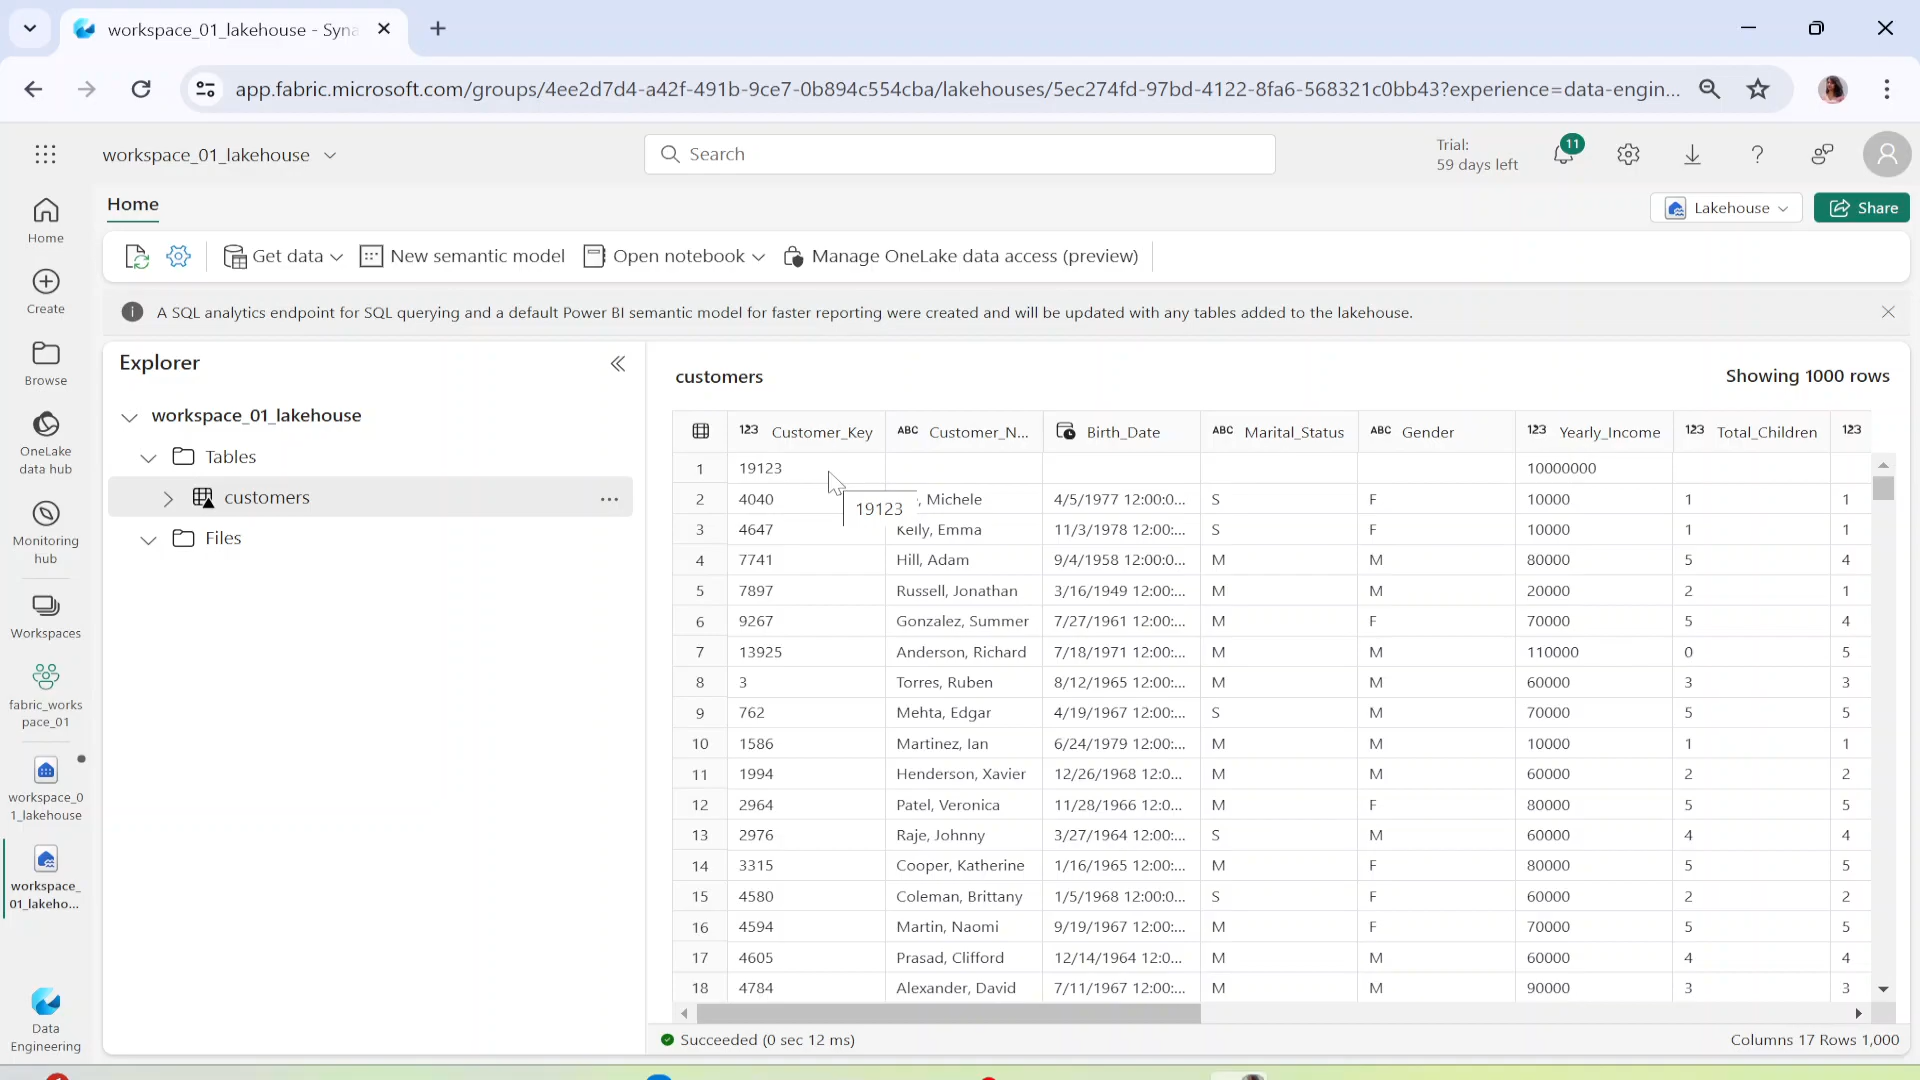 workspace_01_lakehouse - Syna
app.fabric.microsoft.com/groups/4ee2d7d4-a42f-491b-9ce7-0b894c554cba/lakehouses/5ec274fd-97bd-4122-8fa6-568321c0bb43?experience=data-engin...
workspace_01_lakehouse
Search
Trial:
59 days left
11
Home
Lakehouse
Share
Get data
New semantic model
Open notebook
Manage OneLake data access (preview)
A SQL analytics endpoint for SQL querying and a default Power BI semantic model for faster reporting were created and will be updated with any tables added to the lakehouse.
Home
Create
Browse
OneLake
data hub
Monitoring
hub
Workspaces
fabric_works
pace_01
workspace_0
1_lakehouse
workspace_
01_lakeho...
Data
Engineering
Explorer
workspace_01_lakehouse
Tables
customers
Files
customers
Showing 1000 rows
123 Customer_Key ABC Customer_N... Birth_Date ABC Marital_Status ABC Gender 123 Yearly_Income 123 Total_Children 123
1 19123 10000000
2 4040 , Michele 4/5/1977 12:00:0... S F 10000 1 1
19123
3 4647 Kelly, Emma 11/3/1978 12:00:... S F 10000 1 1
4 7741 Hill, Adam 9/4/1958 12:00:0... M M 80000 5 4
5 7897 Russell, Jonathan 3/16/1949 12:00:... M M 20000 2 1
6 9267 Gonzalez, Summer 7/27/1961 12:00:... M F 70000 5 4
7 13925 Anderson, Richard 7/18/1971 12:00:... M M 110000 0 5
8 3 Torres, Ruben 8/12/1965 12:00:... M M 60000 3 3
9 762 Mehta, Edgar 4/19/1967 12:00:... S M 70000 5 5
10 1586 Martinez, Ian 6/24/1979 12:00:... M M 10000 1 1
11 1994 Henderson, Xavier 12/26/1968 12:0... M M 60000 2 2
12 2964 Patel, Veronica 11/28/1966 12:0... M F 80000 5 5
13 2976 Raje, Johnny 3/27/1964 12:00:... S M 60000 4 4
14 3315 Cooper, Katherine 1/16/1965 12:00:... M F 80000 5 5
15 4580 Coleman, Brittany 1/5/1968 12:00:0... S F 60000 2 2
16 4594 Martin, Naomi 9/19/1967 12:00:... M F 70000 5 5
17 4605 Prasad, Clifford 12/14/1964 12:0... M M 60000 4 4
18 4784 Alexander, David 7/11/1967 12:00:... M M 90000 3 3
Succeeded (0 sec 12 ms)
Columns 17 Rows 1,000